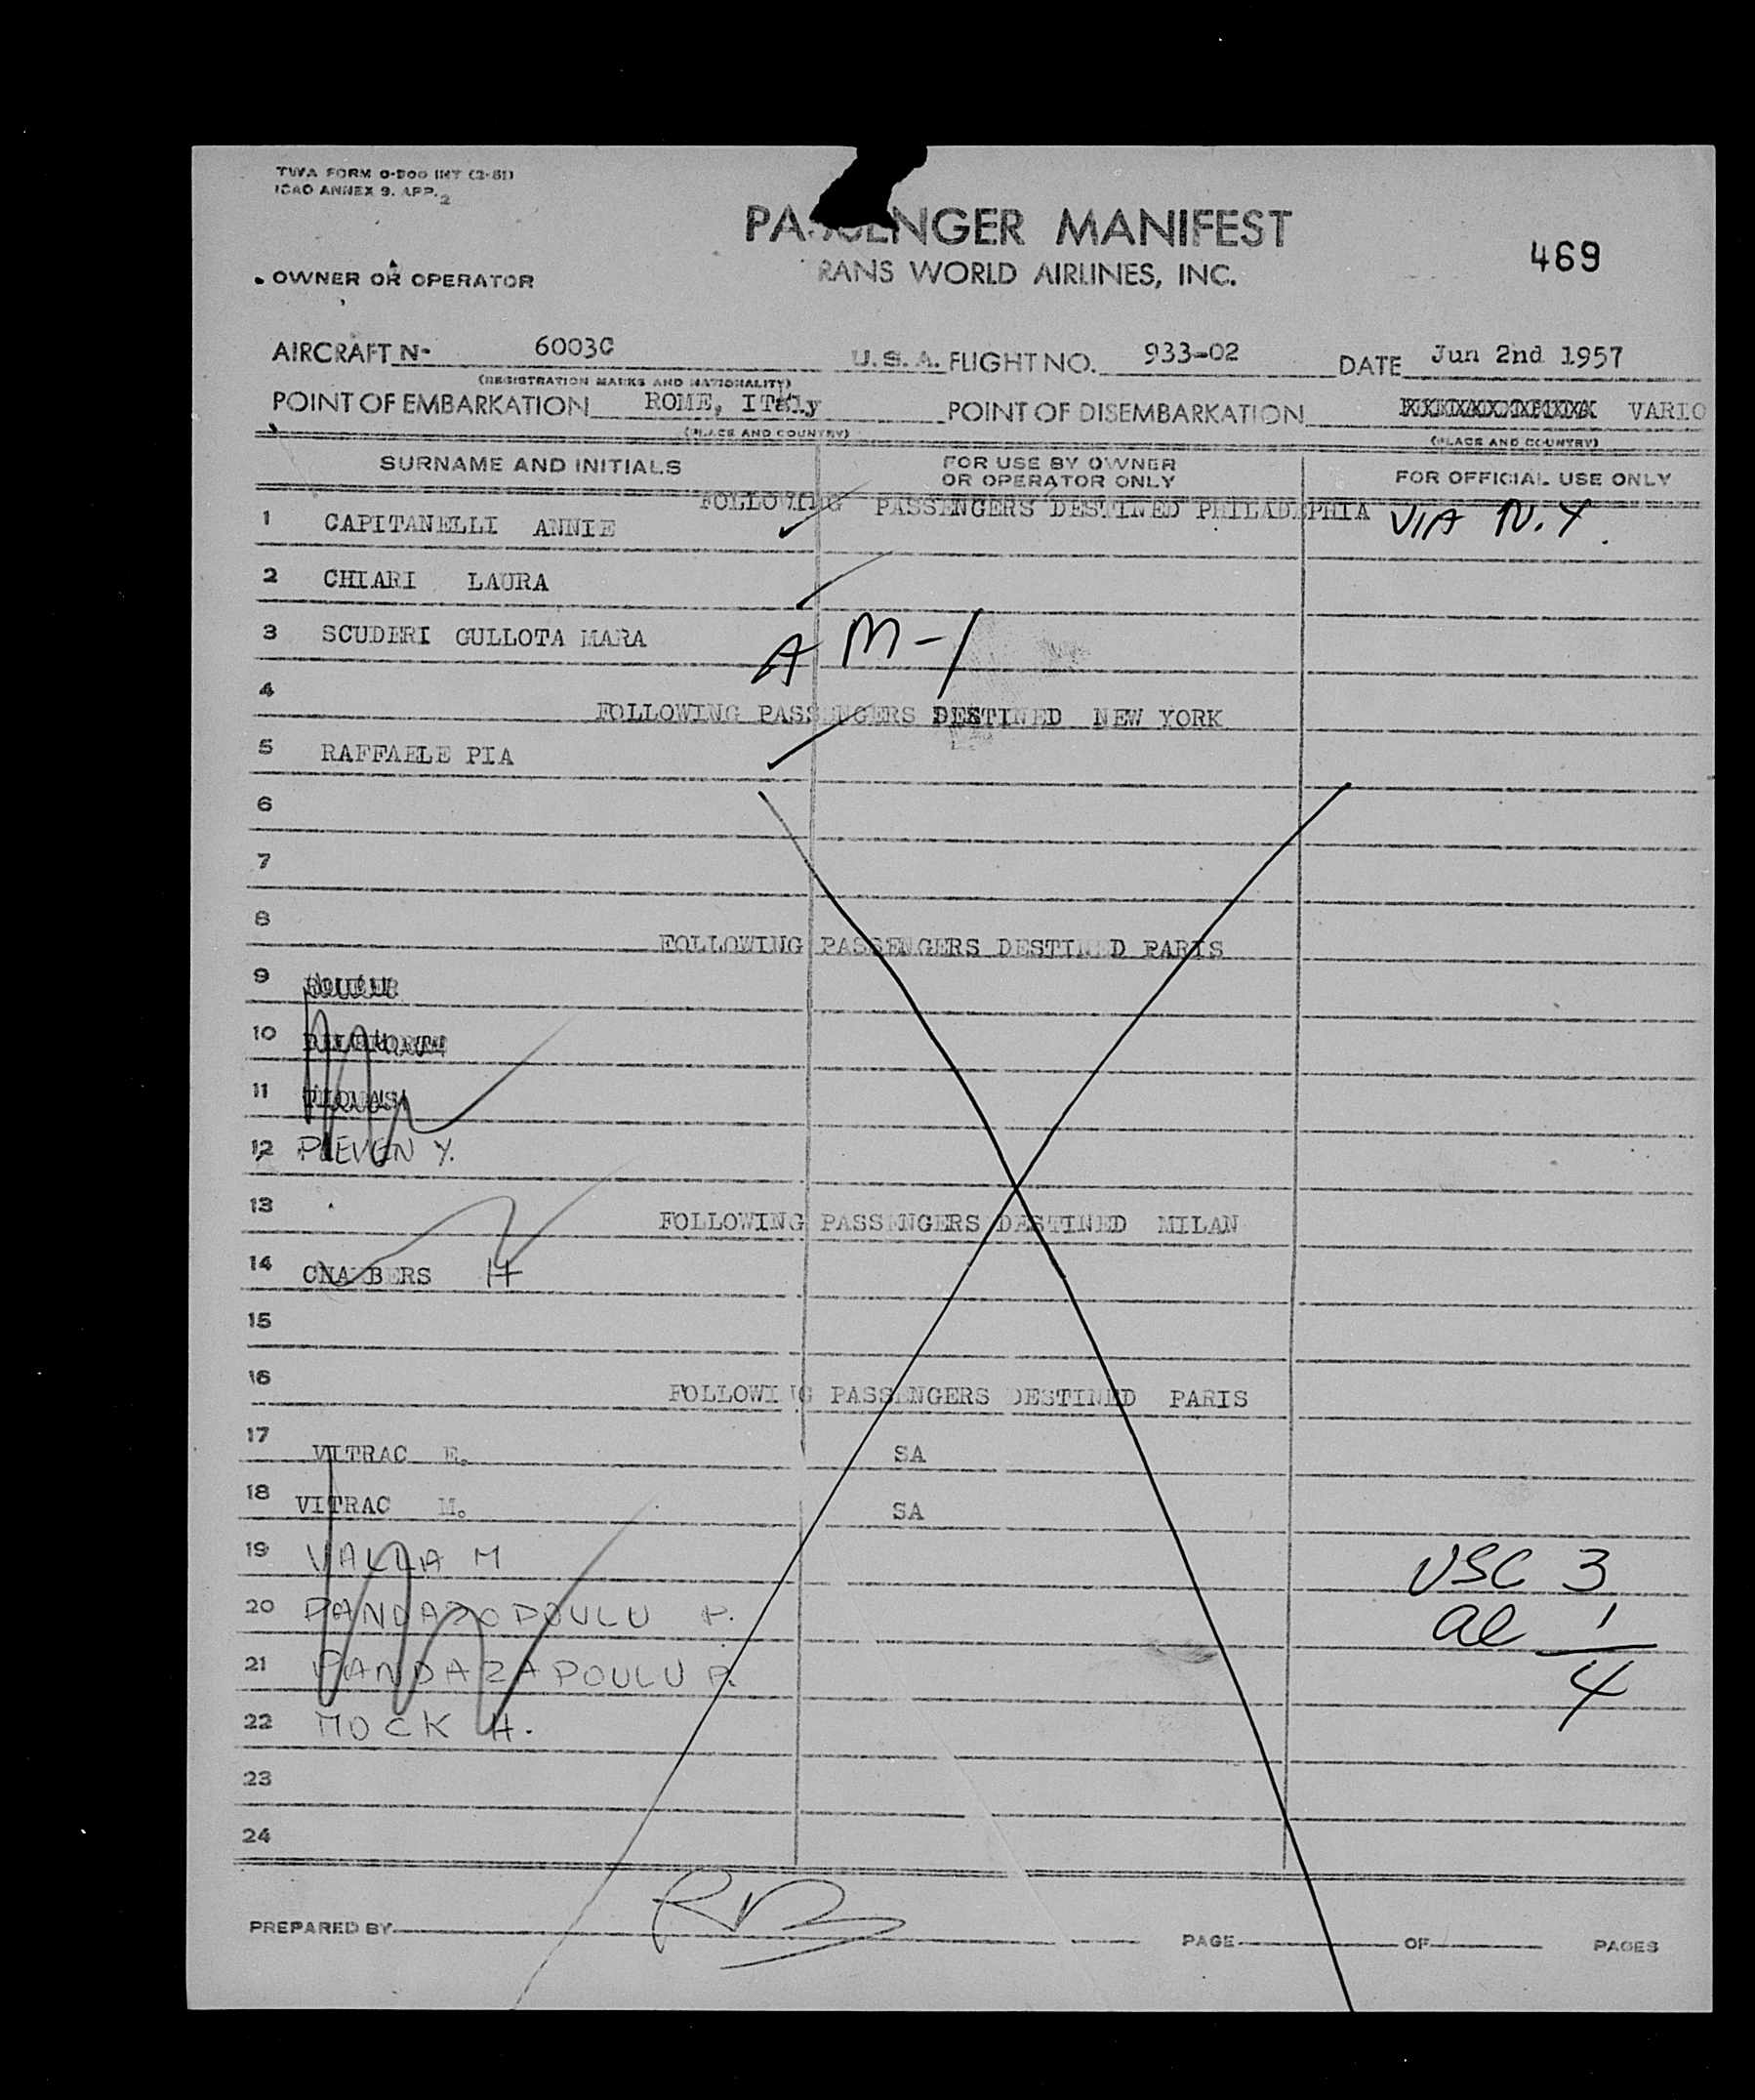 TWA FORM O-900 INT (2-51)
ICAO ANNEX 9. APP. 2
PASSENGER MANIFEST
469
RANS WORLD AIRLINES, INC.
OWNER OR OPERATOR
AIRCRAFT N- 6003C U.S.A. FLIGHT NO. 933-02 DATE Jun 2nd 1957
(REGISTRATION MARKS AND NATIONALITY)
POINT OF EMBARKATION ROME, ITaly POINT OF DISEMBARKATION VARIO
(PLACE AND COUNTRY) (PLACE AND COUNTRY)
SURNAME AND INITIALS FOR USE BY OWNER OR OPERATOR ONLY FOR OFFICIAL USE ONLY
FOLLOWING PASSENGERS DESTINED PHILADEPHIA VIA N.Y.
1 CAPITANELLI ANNIE
2 CHIARI LAURA
3 SCUDERI GULLOTA MARA A M-1
4
FOLLOWING PASSENGERS DESTINED NEW YORK
5 RAFFAELE PIA
6
7
8
FOLLOWING PASSENGERS DESTINED PARIS
9
10
11
12 PLEVEN Y.
13
FOLLOWING PASSENGERS DESTINED MILAN
14 CHAMBERS H
15
16
FOLLOWING PASSENGERS DESTINED PARIS
17 VITRAC E. SA
18 VITRAC M. SA
19 VALLA M USC 3
20 PANDAZOPOULU P. al 1
21 PANDAZAPOULU P. 4
22 MOCK H.
23
24
PREPARED BY RB PAGE OF PAGES